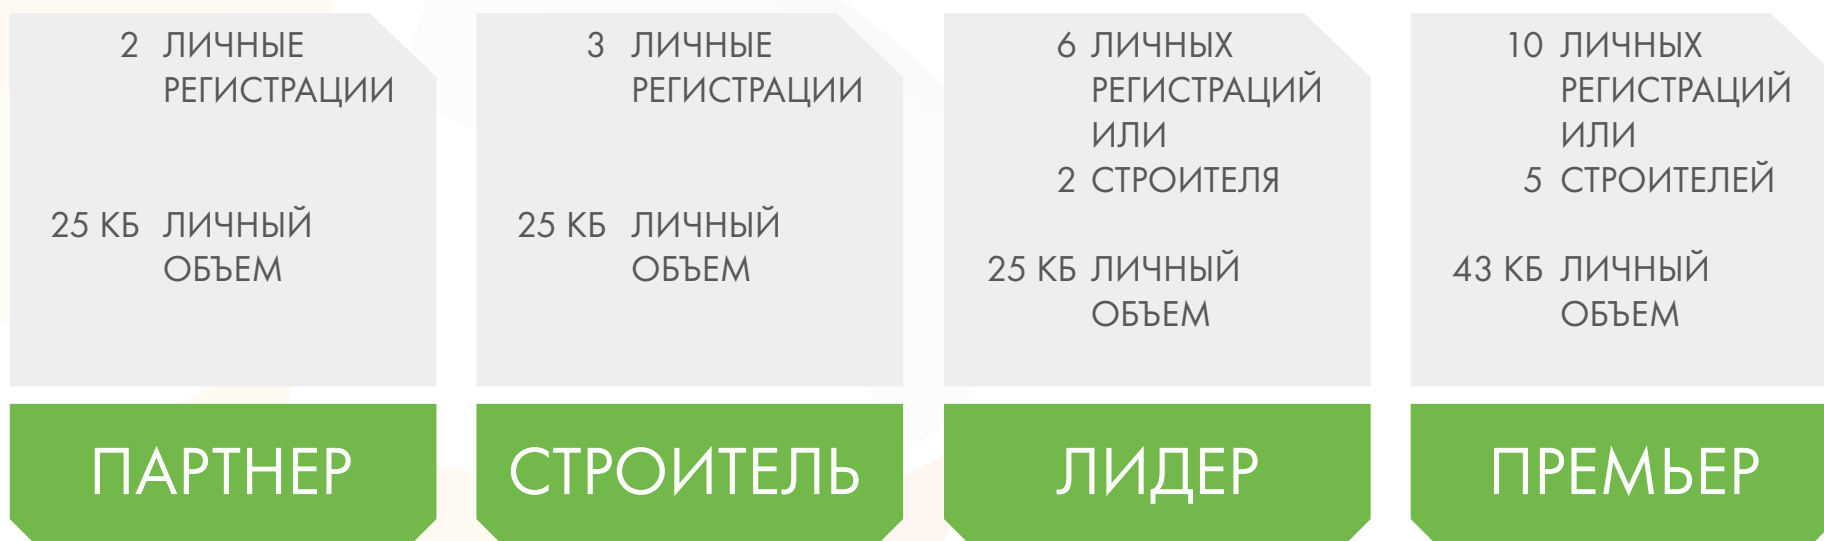 2 ЛИЧНЫЕ
РЕГИСТРАЦИИ
25 КБ ЛИЧНЫЙ
ОБЪЕМ
ПАРТНЕР
3 ЛИЧНЫЕ
РЕГИСТРАЦИИ
25 КБ ЛИЧНЫЙ
ОБЪЕМ
СТРОИТЕЛЬ
6 ЛИЧНЫХ
РЕГИСТРАЦИЙ
ИЛИ
2 СТРОИТЕЛЯ
25 КБ ЛИЧНЫЙ
ОБЪЕМ
ЛИДЕР
10 ЛИЧНЫХ
РЕГИСТРАЦИЙ
ИЛИ
5 СТРОИТЕЛЕЙ
43 КБ ЛИЧНЫЙ
ОБЪЕМ
ПРЕМЬЕР